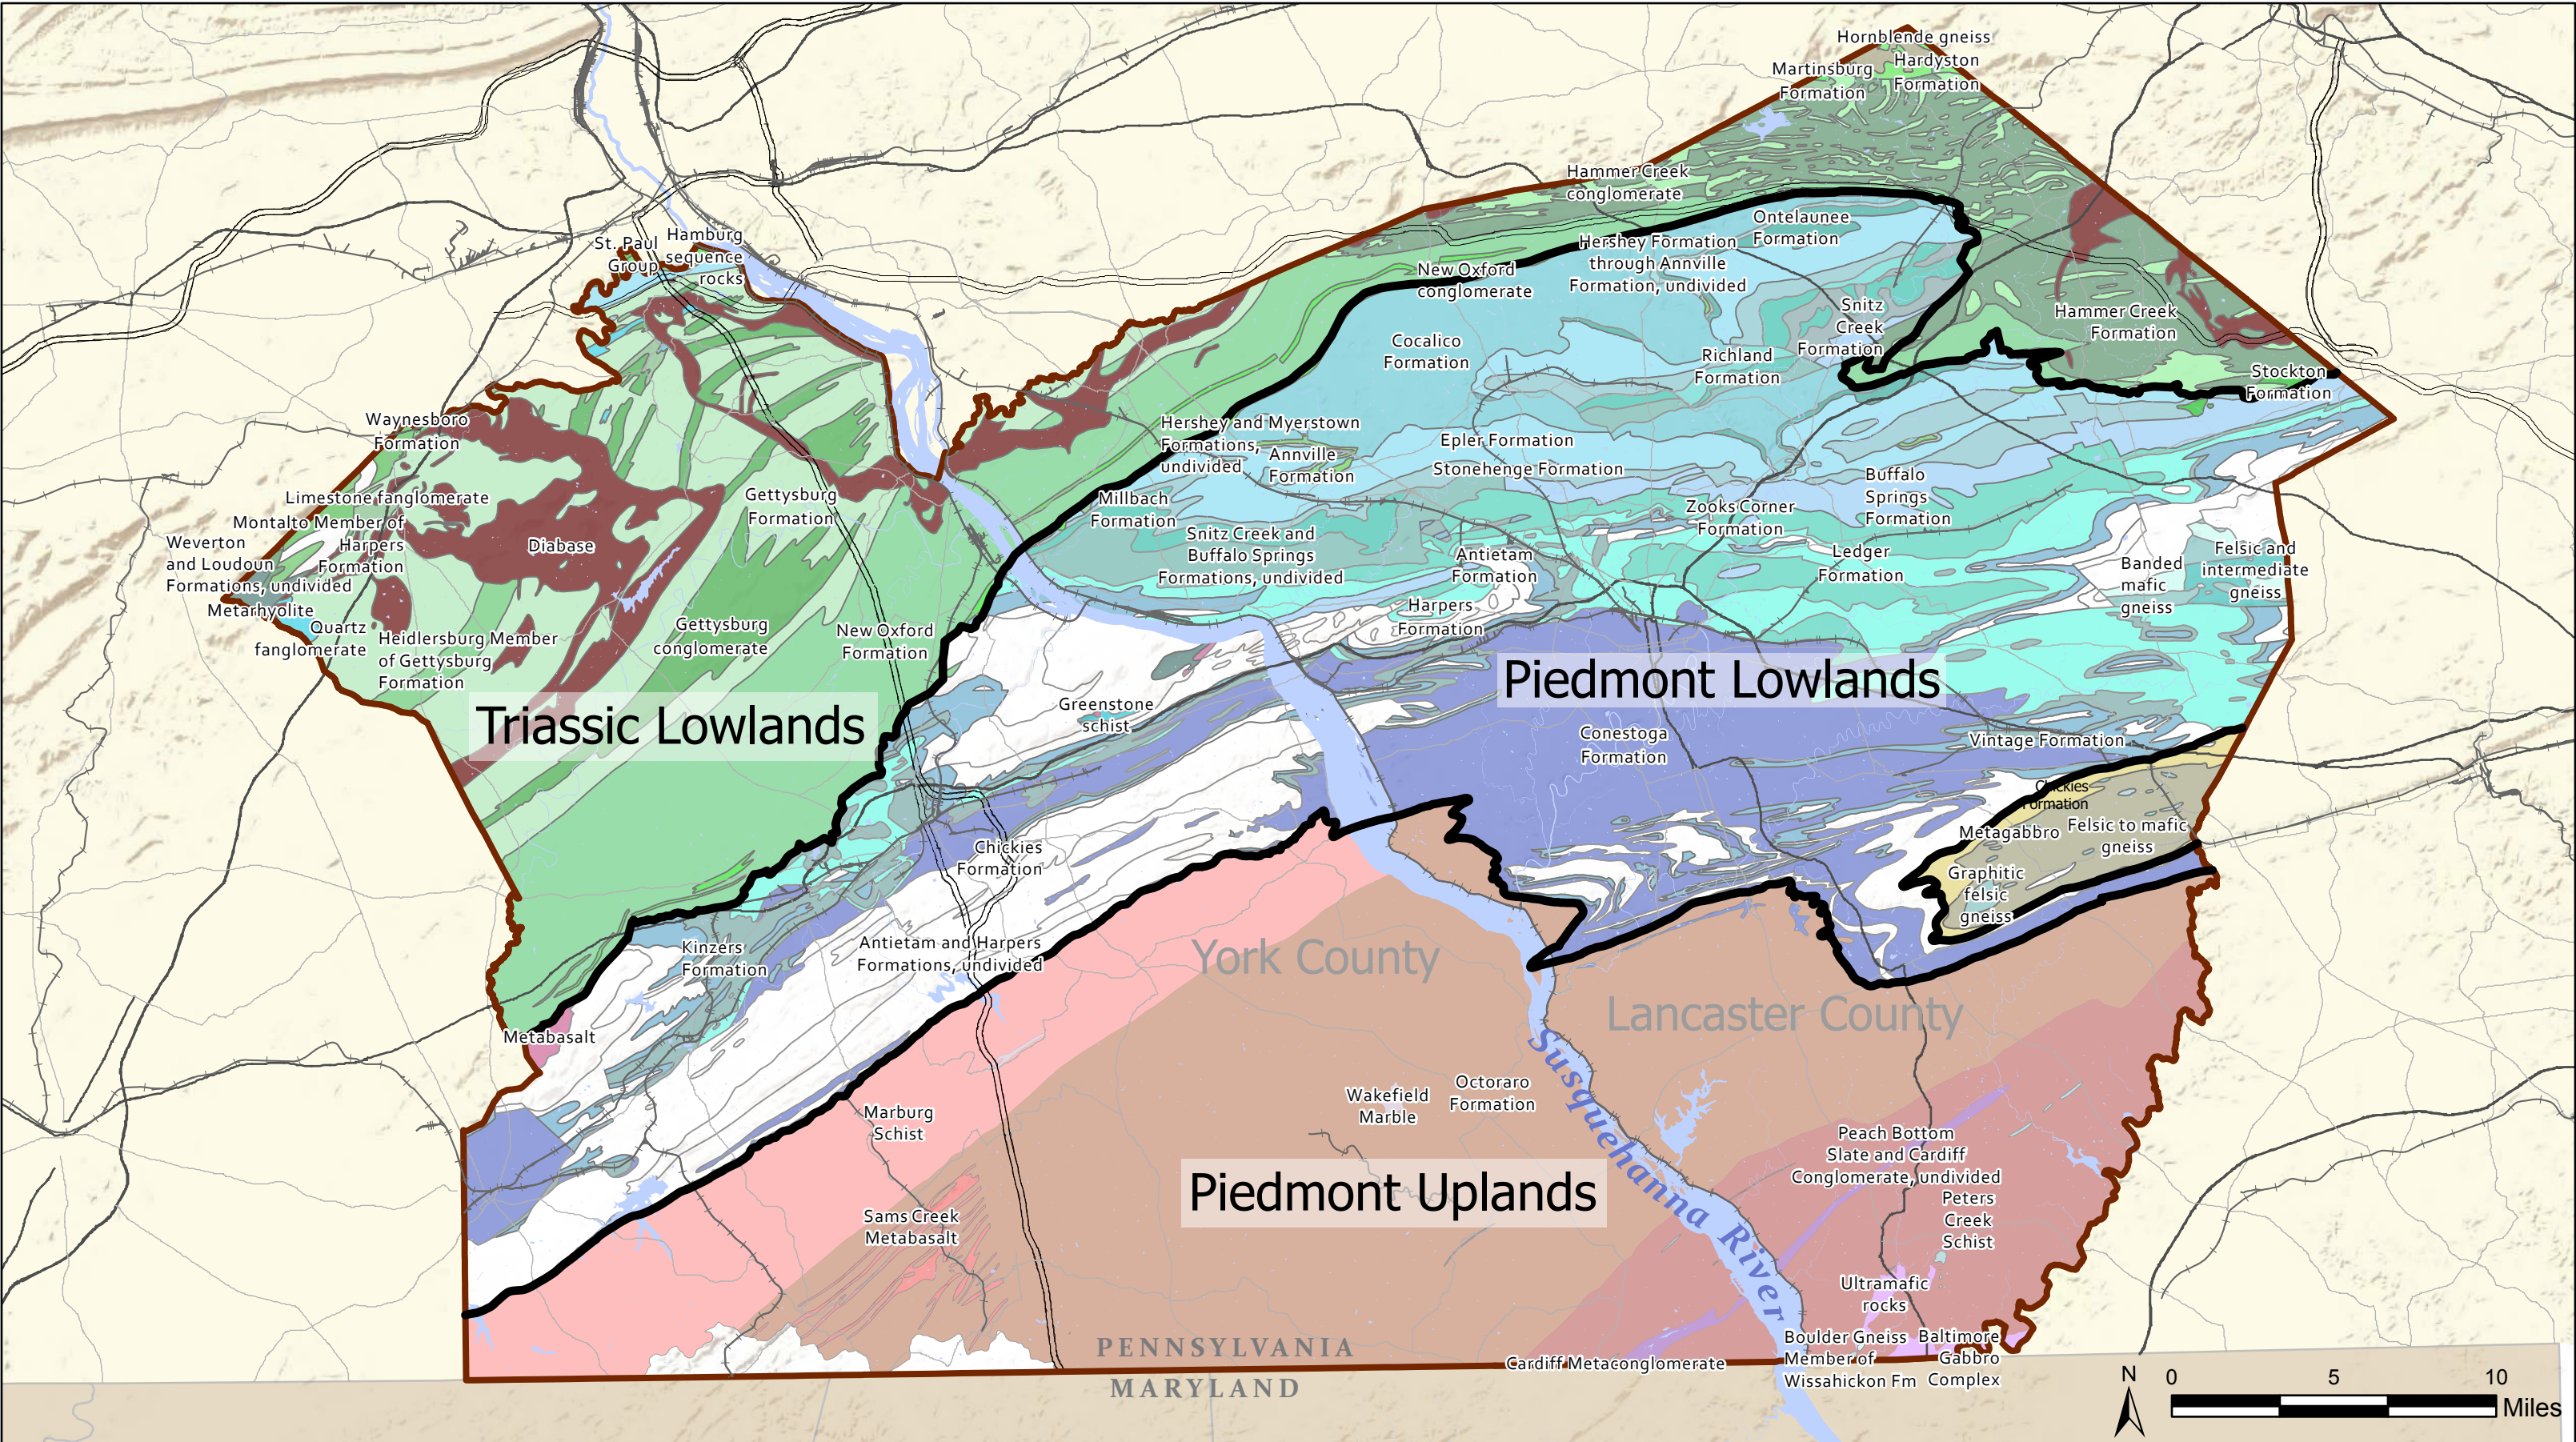 Hornblende gneiss
Hardyston
Formation
Martinsburg
Formation
Hammer Creek
conglomerate
Ontelaunee
Formation
St. Paul
Group
Hamburg
sequence
rocks
Hershey Formation
through Annville
Formation, undivided
New Oxford
conglomerate
Snitz
Creek
Formation
Hammer Creek
Formation
Cocalico
Formation
Richland
Formation
Stockton
Formation
Waynesboro
Formation
Hershey and Myerstown
Formations,
undivided
Annville
Formation
Epler Formation
Stonehenge Formation
Buffalo
Springs
Formation
Limestone fanglomerate
Gettysburg
Formation
Millbach
Formation
Zooks Corner
Formation
Montalto Member of
Harpers
Formation
Weverton
and Loudoun
Formations, undivided
Diabase
Snitz Creek and
Buffalo Springs
Formations, undivided
Antietam
Formation
Ledger
Formation
Banded
mafic
gneiss
Felsic and
intermediate
gneiss
Metarhyolite
Quartz
fanglomerate
Heidlersburg Member
of Gettysburg
Formation
Gettysburg
conglomerate
New Oxford
Formation
Harpers
Formation
Piedmont Lowlands
Triassic Lowlands
Greenstone
schist
Conestoga
Formation
Vintage Formation
Chickies
Formation
Metagabbro
Felsic to mafic
gneiss
Chickies
Formation
Graphitic
felsic
gneiss
Kinzers
Formation
Antietam and Harpers
Formations, undivided
York County
Lancaster County
Metabasalt
Susquehanna River
Marburg
Schist
Wakefield
Marble
Octoraro
Formation
Peach Bottom
Slate and Cardiff
Conglomerate, undivided
Peters
Creek
Schist
Piedmont Uplands
Sams Creek
Metabasalt
Ultramafic
rocks
PENNSYLVANIA
MARYLAND
Cardiff Metaconglomerate
Boulder Gneiss
Member of
Wissahickon Fm
Baltimore
Gabbro
Complex
N
0 5 10
Miles